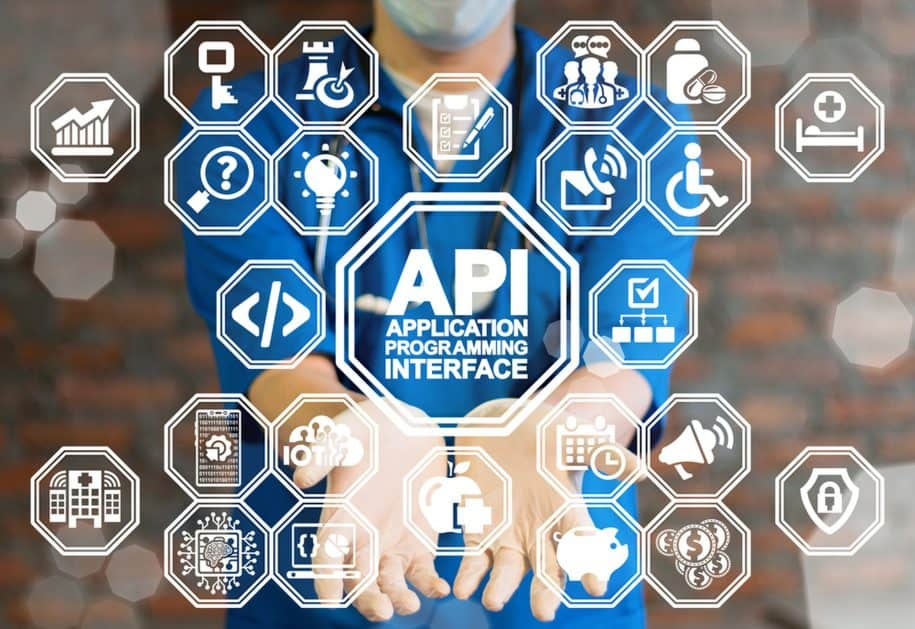 API
APPLICATION
PROGRAMMING
INTERFACE
IOT